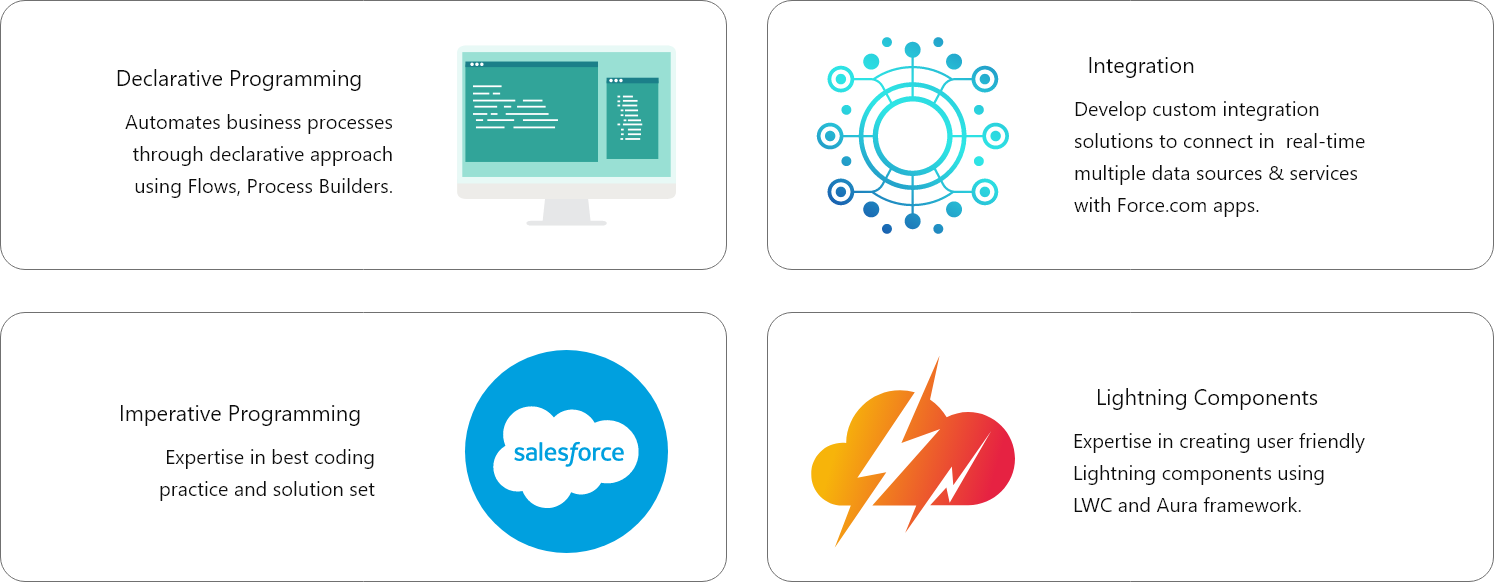 Declarative Programming
Automates business processes
through declarative approach
using Flows, Process Builders.
Integration
Develop custom integration
solutions to connect in  real-time
multiple data sources & services
with Force.com apps.
Imperative Programming
Expertise in best coding
practice and solution set
salesforce
Lightning Components
Expertise in creating user friendly
Lightning components using
LWC and Aura framework.